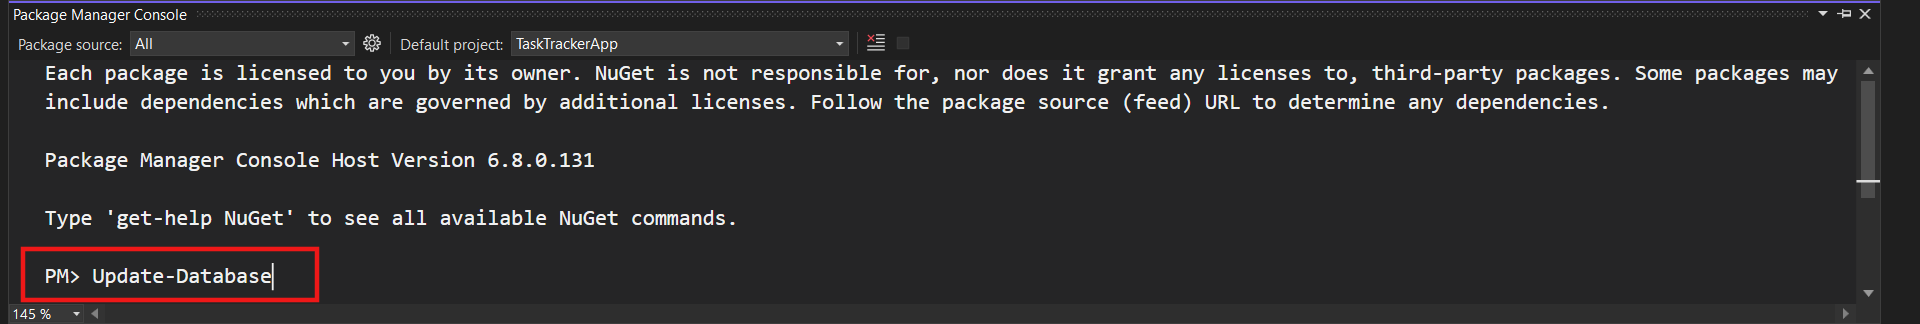 Package Manager Console
Package source: All Default project: TaskTrackerApp
Each package is licensed to you by its owner. NuGet is not responsible for, nor does it grant any licenses to, third-party packages. Some packages may
include dependencies which are governed by additional licenses. Follow the package source (feed) URL to determine any dependencies.
Package Manager Console Host Version 6.8.0.131
Type 'get-help NuGet' to see all available NuGet commands.
PM> Update-Database
145 %